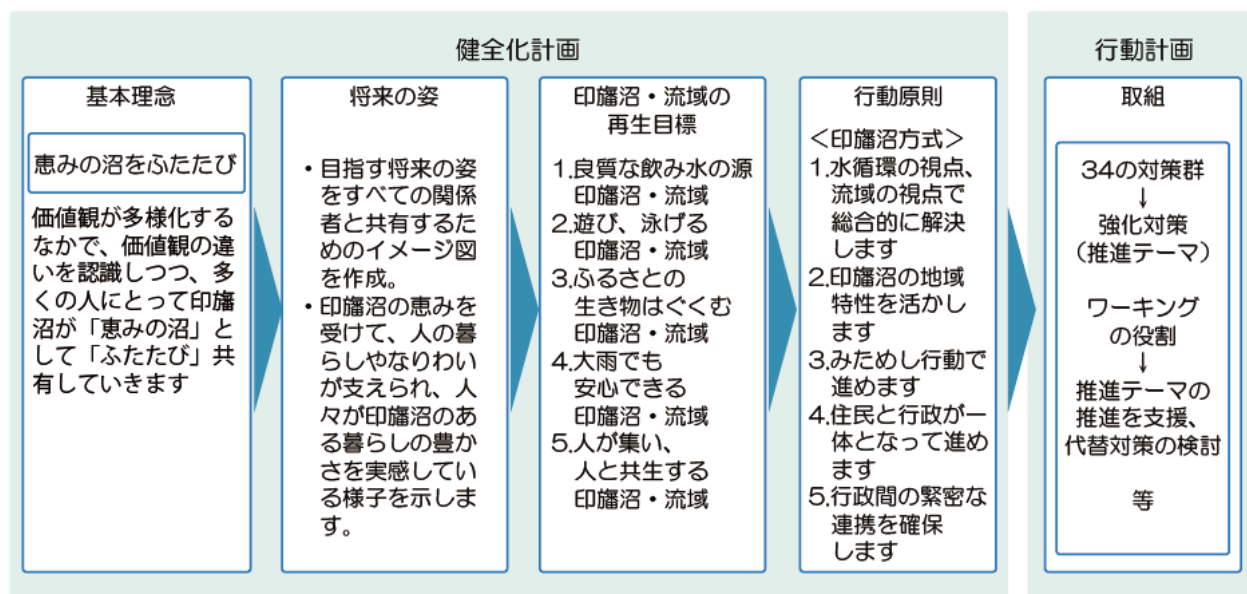 健全化計画
基本理念
恵みの沼をふたたび
価値観が多様化する
なかで、価値観の違
いを認識しつつ、多
くの人にとって印旛
沼が「恵みの沼」と
して「ふたたび」共
有していきます
将来の姿
・目指す将来の姿
をすべての関係
者と共有するた
めのイメージ図
を作成。
・印旛沼の恵みを
受けて、人の暮
らしやなりわい
が支えられ、人
々が印旛沼のあ
る暮らしの豊か
さを実感してい
る様子を示しま
す。
印旛沼・流域の
再生目標
1.良質な飲み水の源
印旛沼・流域
2.遊び、泳げる
印旛沼・流域
3.ふるさとの
生き物はぐくむ
印旛沼・流域
4.大雨でも
安心できる
印旛沼・流域
5.人が集い、
人と共生する
印旛沼・流域
行動原則
＜印旛沼方式＞
1.水循環の視点、
流域の視点で
総合的に解決
します
2.印旛沼の地域
特性を活かし
ます
3.みためし行動で
進めます
4.住民と行政が一
体となって進め
ます
5.行政間の緊密な
連携を確保
します
行動計画
取組
34の対策群
↓
強化対策
（推進テーマ）
ワーキング
の役割
↓
推進テーマの
推進を支援、
代替対策の検討
等